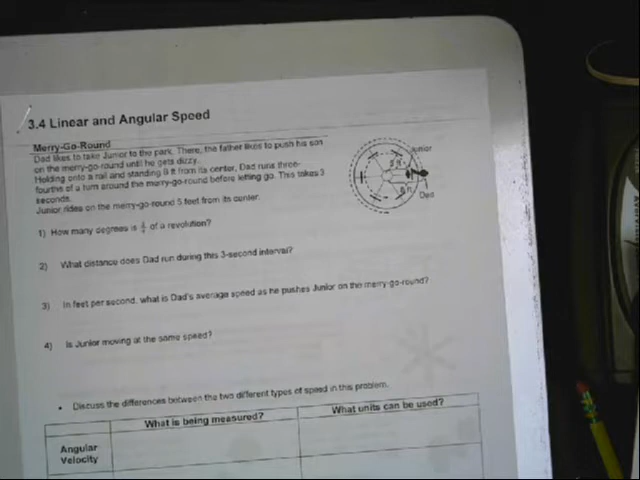 3.4 Linear and Angular Speed
Merry-Go-Round
Dad likes to take Junior to the park. There, the father likes to push his son
on the merry-go-round until he gets dizzy.
Holding onto a rail and standing 9 ft from its center, Dad runs three-
fourths of a turn around the merry-go-round before letting go. This takes 3
seconds.
Junior rides on the merry-go-round 5 feet from its center.
Junior
5 ft
Dad
1) How many degrees is of a revolution?
2) What distance does Dad run during this 3-second interval?
3) In feet per second, what is Dad's average speed as he pushes Junior on the merry-go-round?
4) Is Junior moving at the same speed?
• Discuss the differences between the two different types of speed in this problem.
What is being measured? What units can be used?
Angular
Velocity